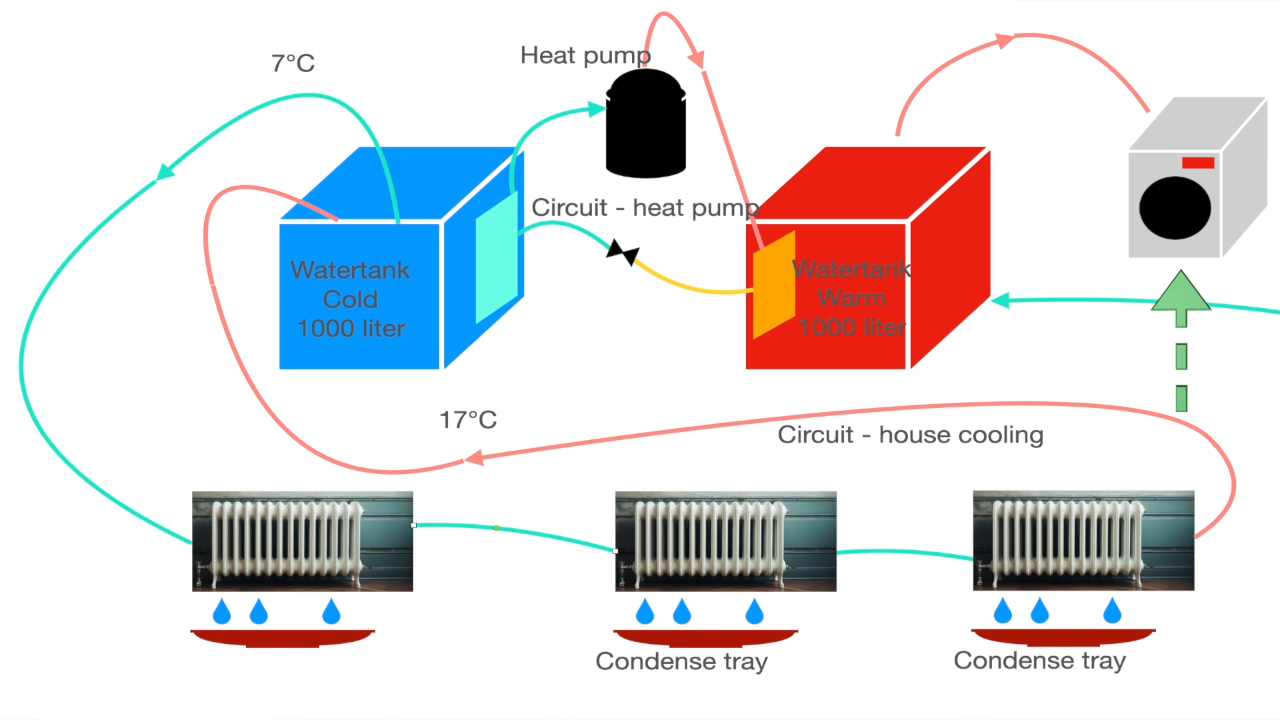 Heat pump
7°C
Circuit - heat pump
Watertank
Cold
1000 liter
Watertank
Warm
1000 liter
17°C
Circuit - house cooling
Condense tray
Condense tray